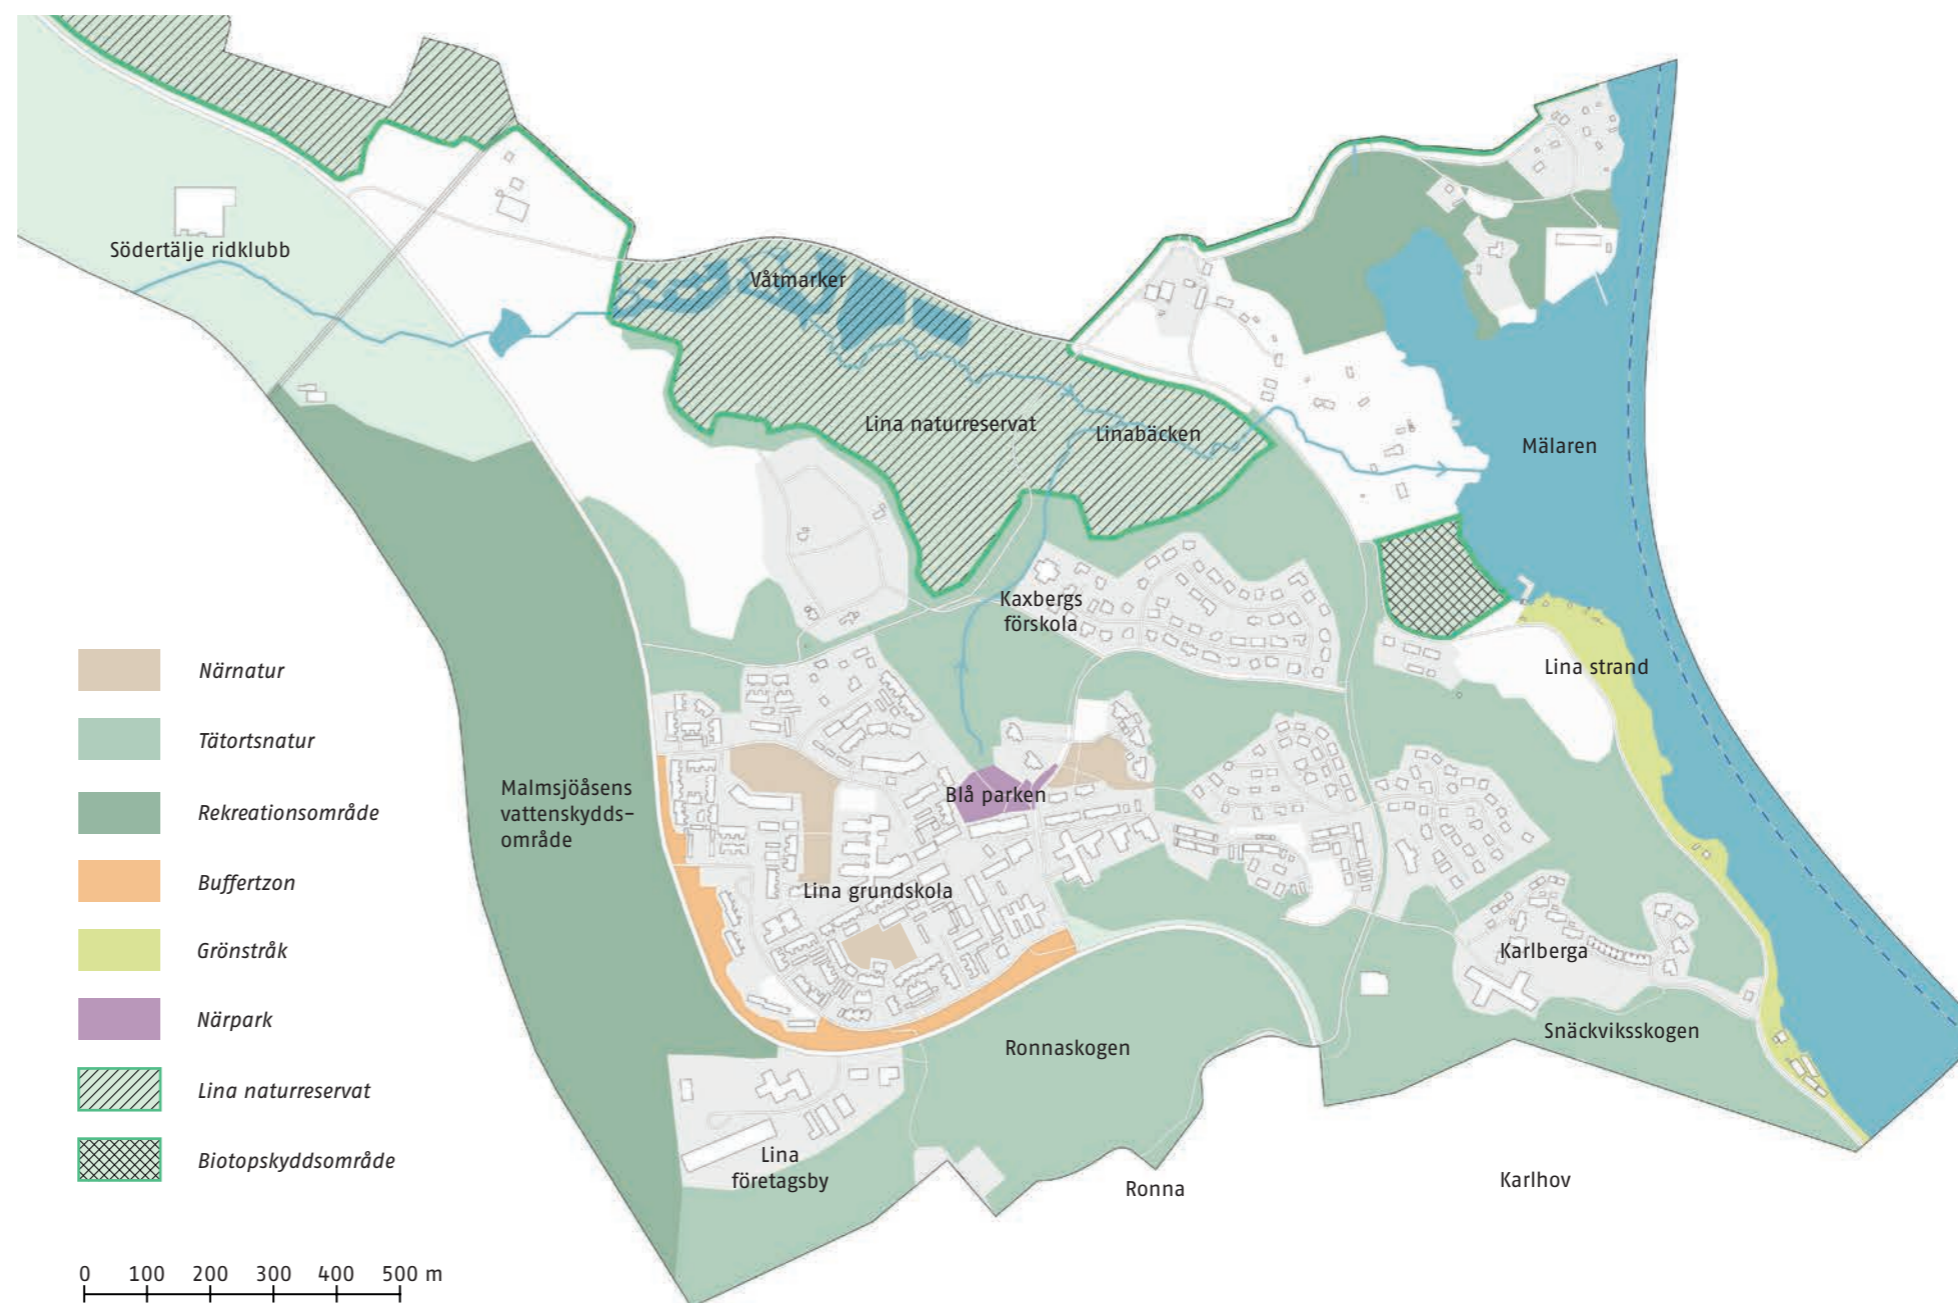 Södertälje ridklubb
Våtmarker
Lina naturreservat
Linabäcken
Mälaren
Kaxbergs
förskola
Lina strand
Malmsjöåsens
vattenskydds-
område
Blå parken
Lina grundskola
Karlberga
Snäckviksskogen
Ronnaskogen
Lina
företagsby
Ronna
Karlhov
Närnatur
Tätortsnatur
Rekreationsområde
Buffertzon
Grönstråk
Närpark
Lina naturreservat
Biotopskyddsområde
0 100 200 300 400 500 m